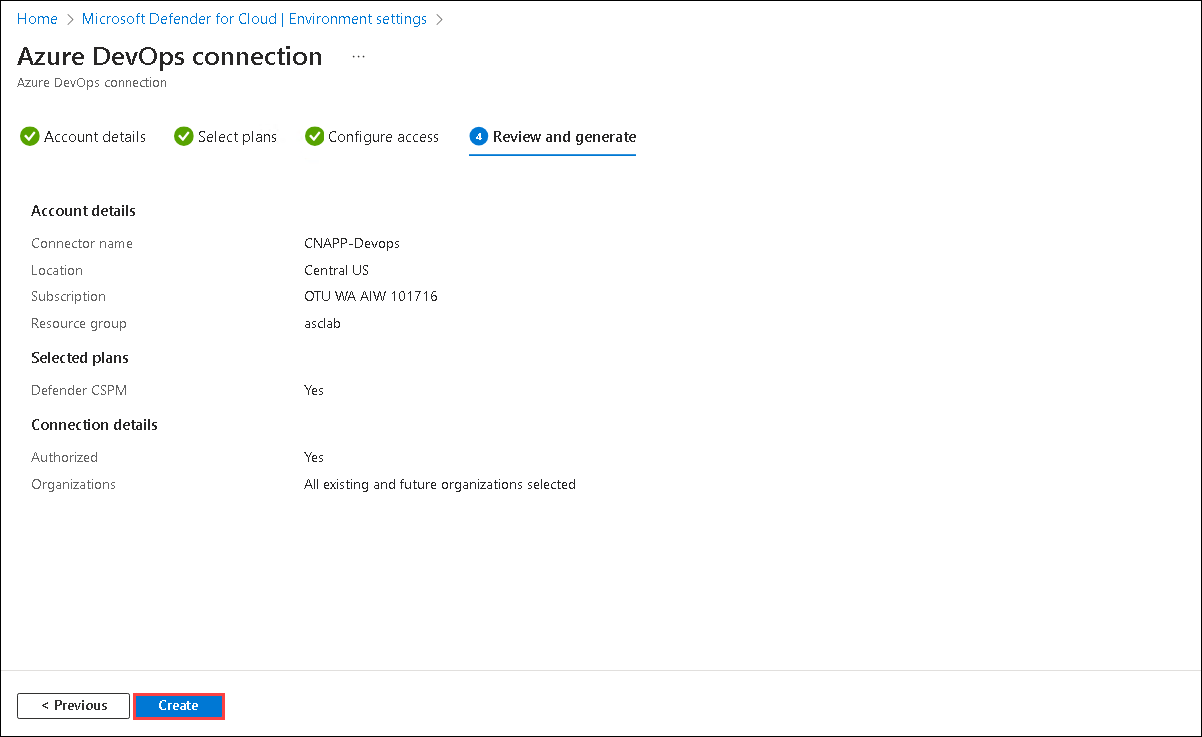 Home > Microsoft Defender for Cloud | Environment settings >
Azure DevOps connection ...
Azure DevOps connection
Account details Select plans Configure access 4 Review and generate
Account details
Connector name CNAPP-Devops
Location Central US
Subscription OTU WA AIW 101716
Resource group asclab
Selected plans
Defender CSPM Yes
Connection details
Authorized Yes
Organizations All existing and future organizations selected
< Previous Create